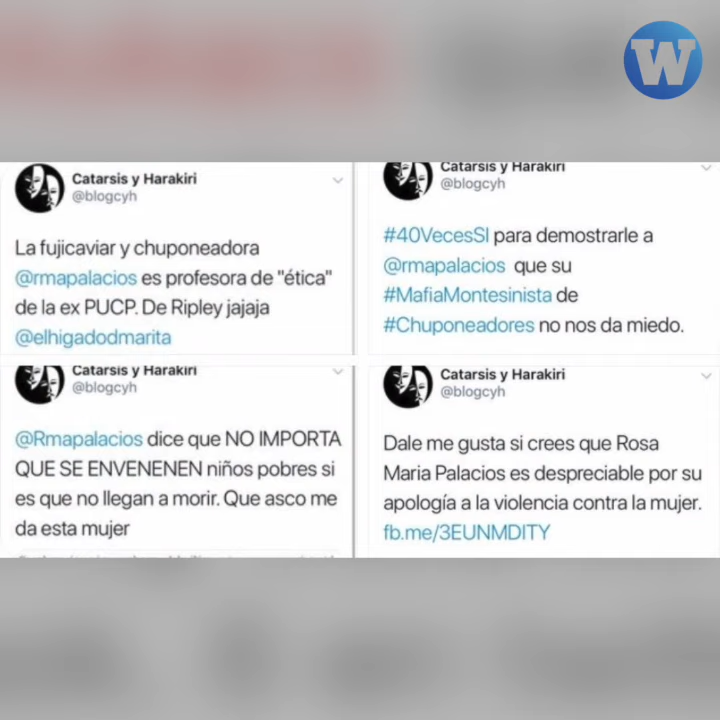 W
Catarsis y Harakiri
@blogcyh
La fujicaviar y chuponeadora
@rmapalacios es profesora de "ética"
de la ex PUCP. De Ripley jajaja
@elhigadodmarita
Catarsis y Harakiri
@blogcyh
#40VecesSI para demostrarle a
@rmapalacios que su
#MafiaMontesinista de
#Chuponeadores no nos da miedo.
Catarsis y Harakiri
@blogcyh
@Rmapalacios dice que NO IMPORTA
QUE SE ENVENENEN niños pobres si
es que no llegan a morir. Que asco me
da esta mujer
Catarsis y Harakiri
@blogcyh
Dale me gusta si crees que Rosa
Maria Palacios es despreciable por su
apología a la violencia contra la mujer.
fb.me/3EUNMDITY